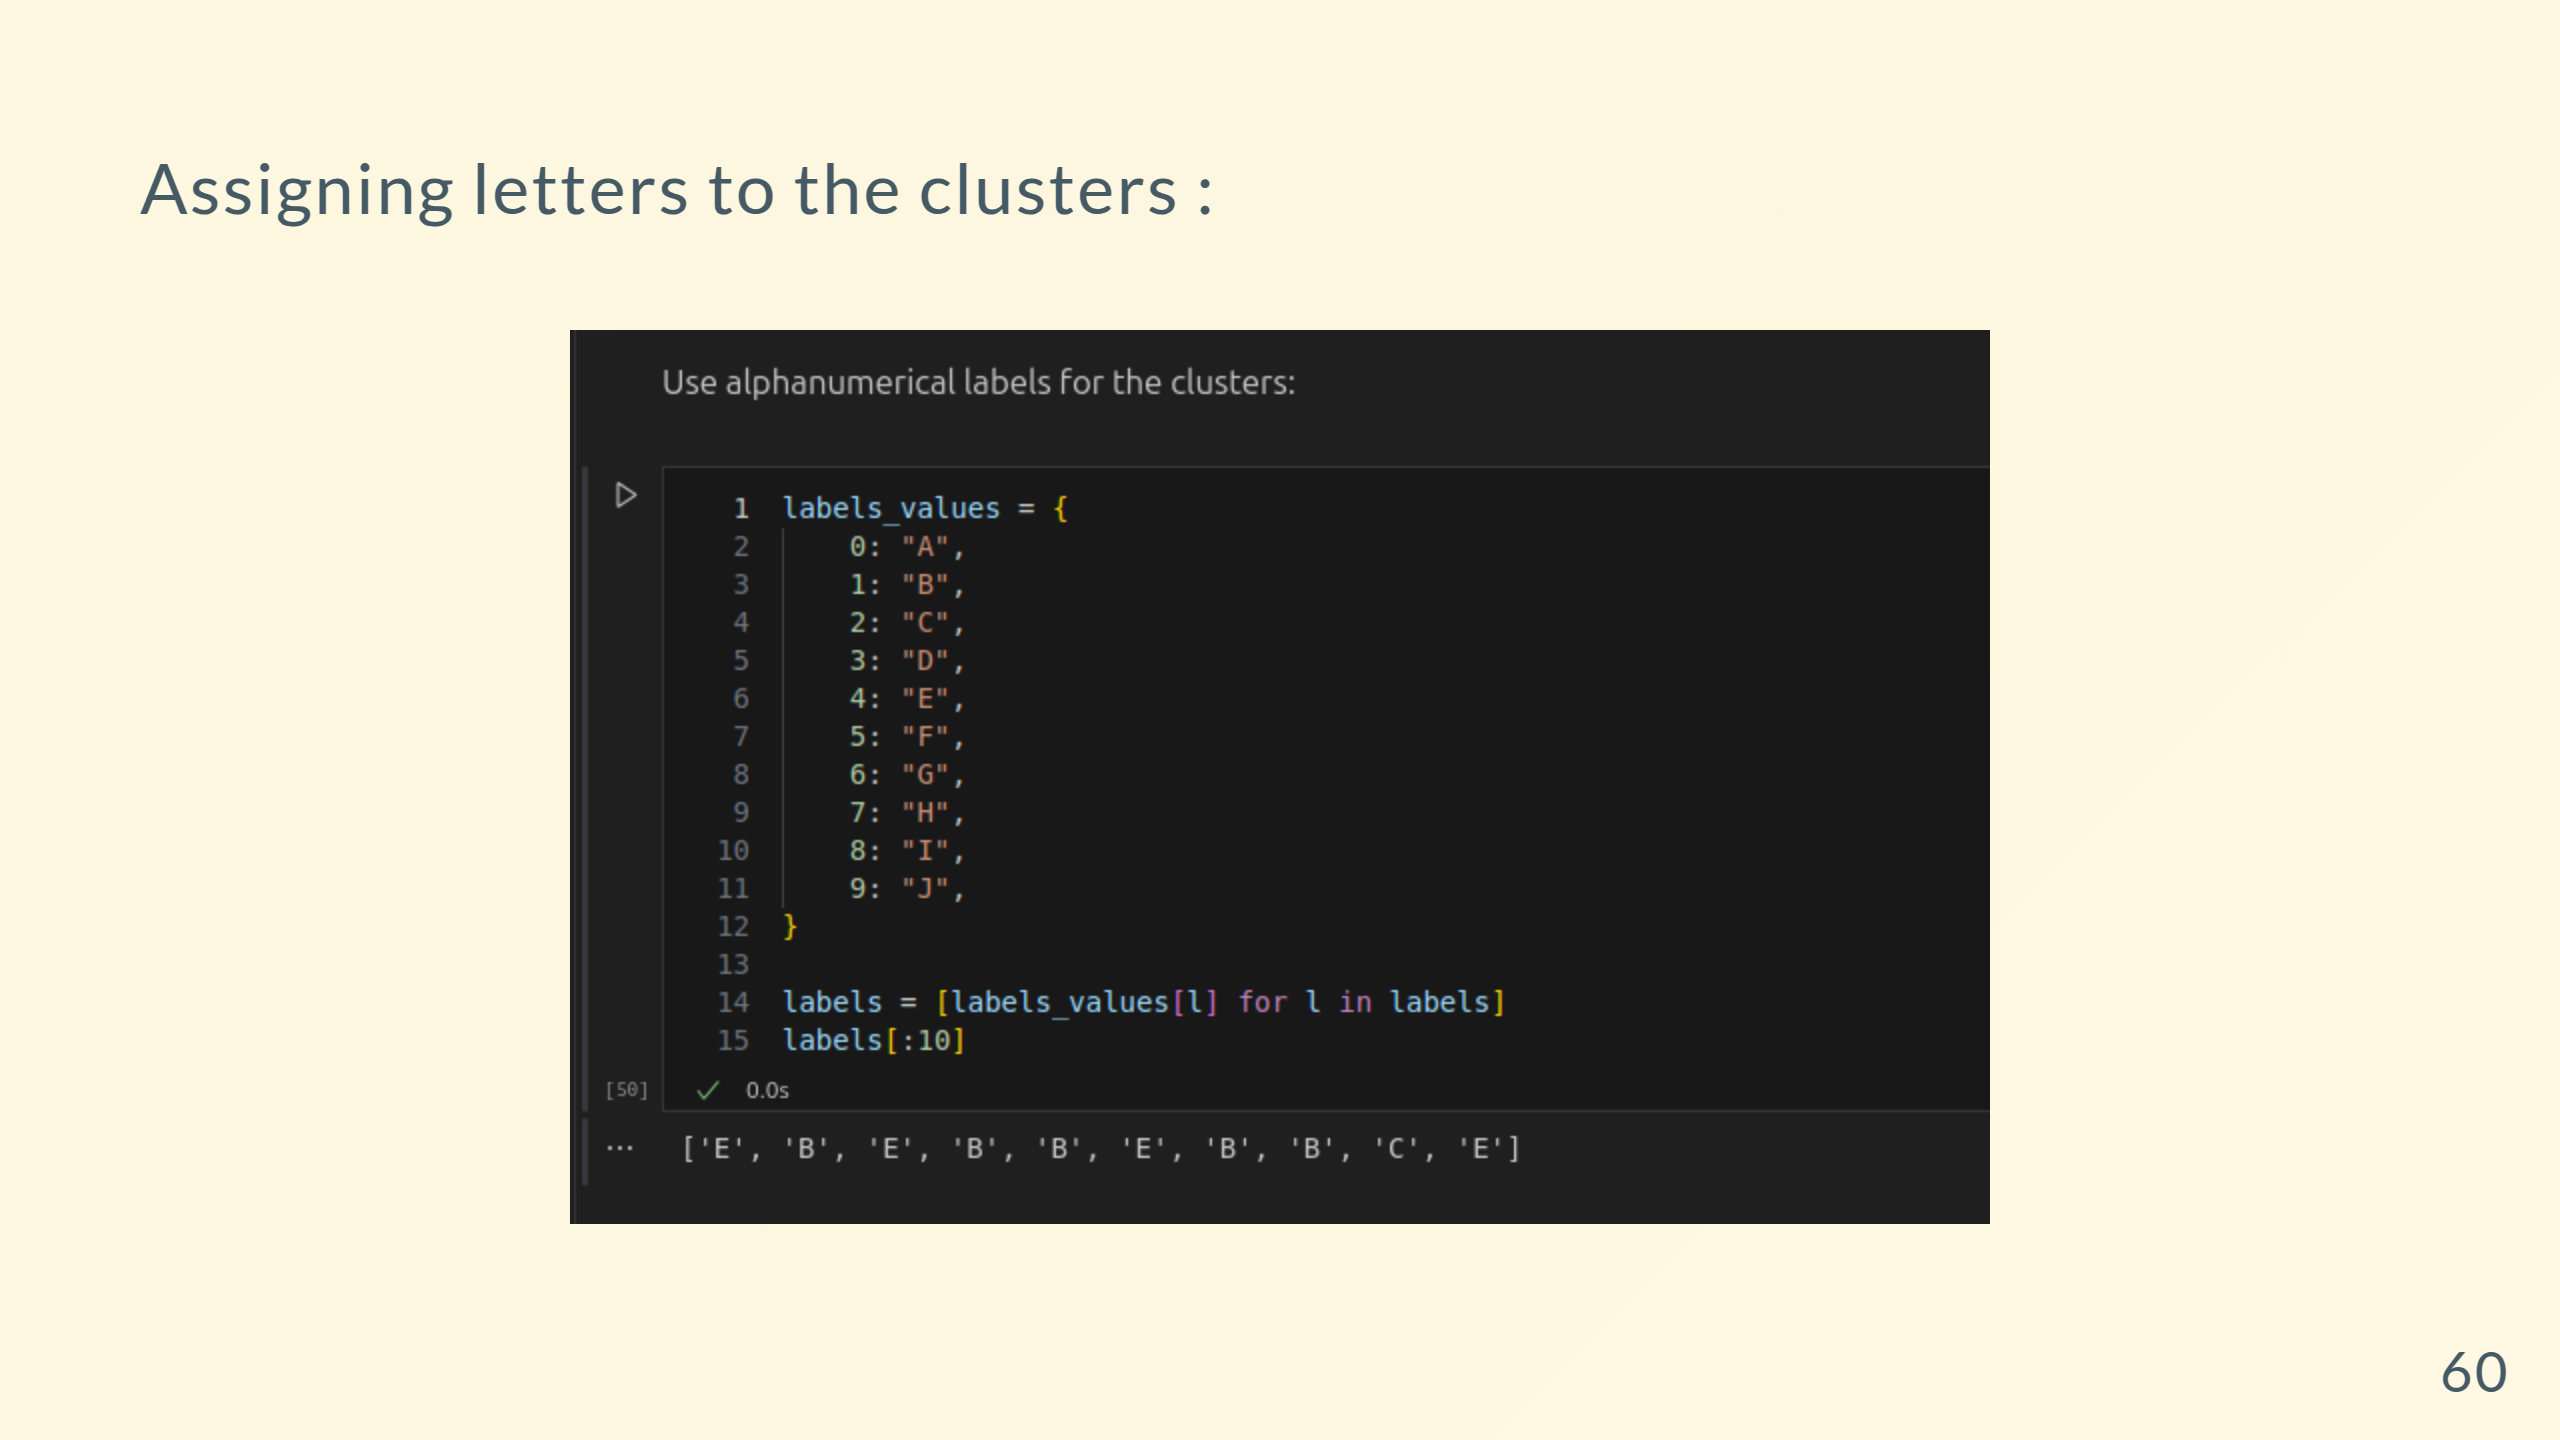 Assigning letters to the clusters :
Use alphanumerical labels for the clusters:
1 labels_values = {
2     0: "A",
3     1: "B",
4     2: "C",
5     3: "D",
6     4: "E",
7     5: "F",
8     6: "G",
9     7: "H",
10     8: "I",
11     9: "J",
12 }
13
14 labels = [labels_values[l] for l in labels]
15 labels[:10]
[50] ✓ 0.0s
... ['E', 'B', 'E', 'B', 'B', 'E', 'B', 'B', 'C', 'E']
60